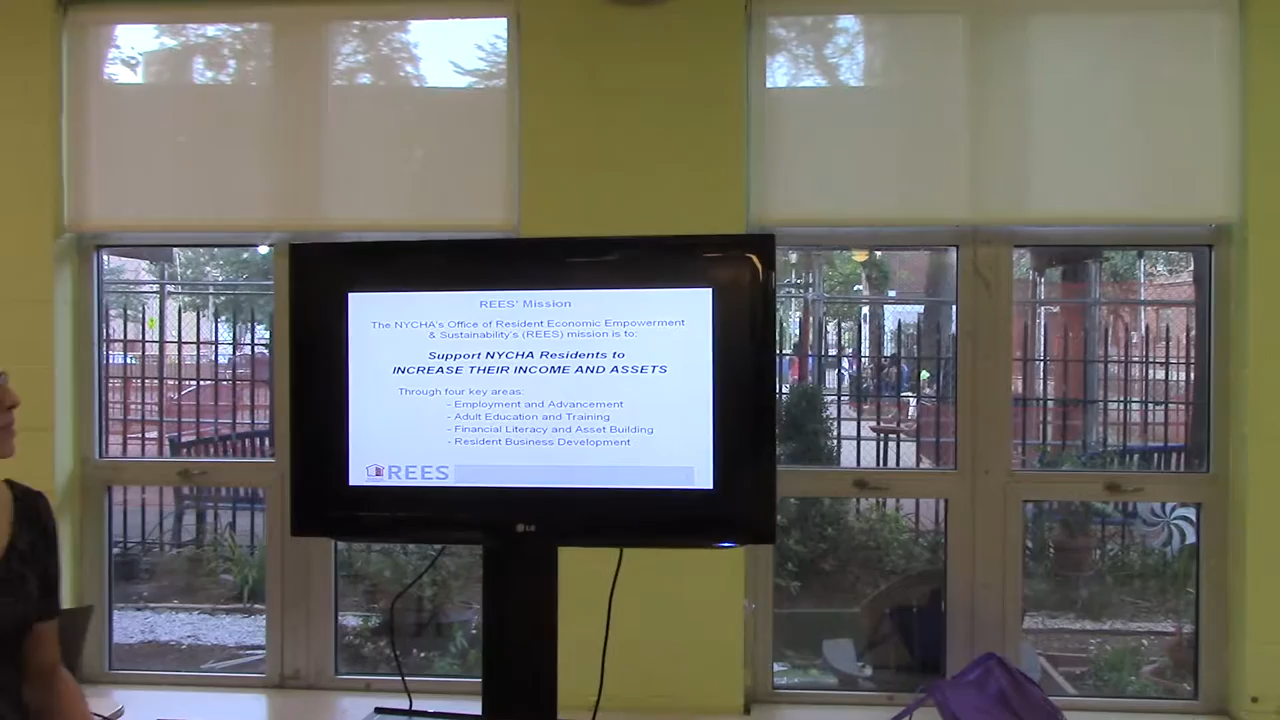 REES' Mission
The NYCHA's Office of Resident Economic Empowerment
& Sustainability's (REES) mission is to:
Support NYCHA Residents to
INCREASE THEIR INCOME AND ASSETS
Through four key areas:
- Employment and Advancement
- Adult Education and Training
- Financial Literacy and Asset Building
- Resident Business Development
REES
LG